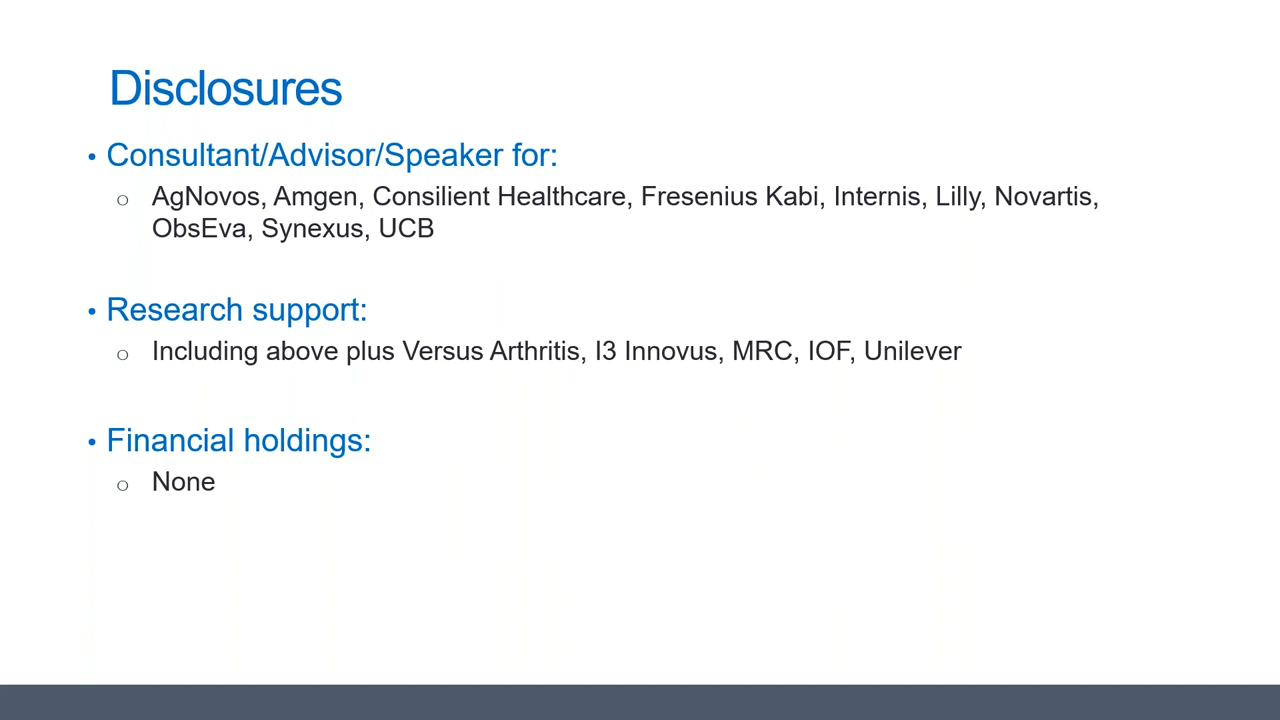 Disclosures
• Consultant/Advisor/Speaker for:
o AgNovos, Amgen, Consilient Healthcare, Fresenius Kabi, Internis, Lilly, Novartis,
ObsEva, Synexus, UCB
• Research support:
o Including above plus Versus Arthritis, I3 Innovus, MRC, IOF, Unilever
• Financial holdings:
o None